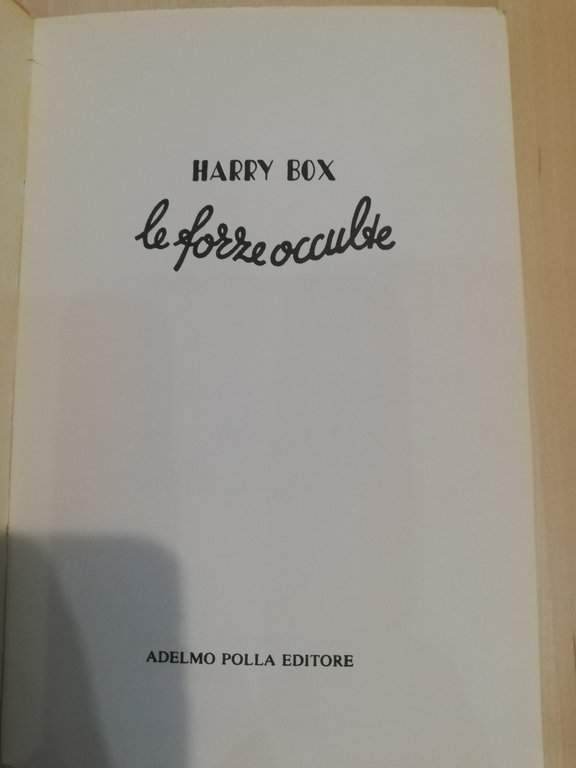 HARRY BOX
le forze occulte
ADELMO POLLA EDITORE